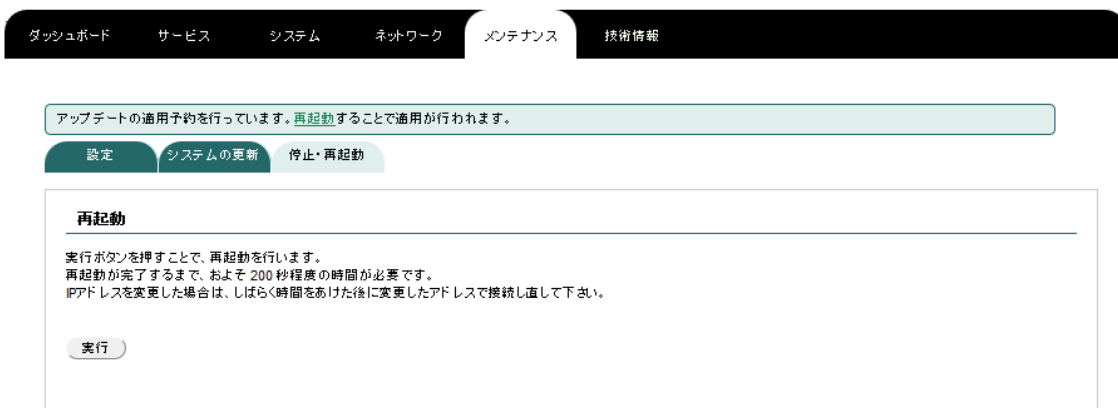 ダッシュボード サービス システム ネットワーク メンテナンス 技術情報
アップデートの適用予約を行っています。再起動することで適用が行われます。
設定 システムの更新 停止・再起動
再起動
実行ボタンを押すことで、再起動を行います。
再起動が完了するまで、およそ 200 秒程度の時間が必要です。
IPアドレスを変更した場合は、しばらく時間をあけた後に変更したアドレスで接続し直して下さい。
実行